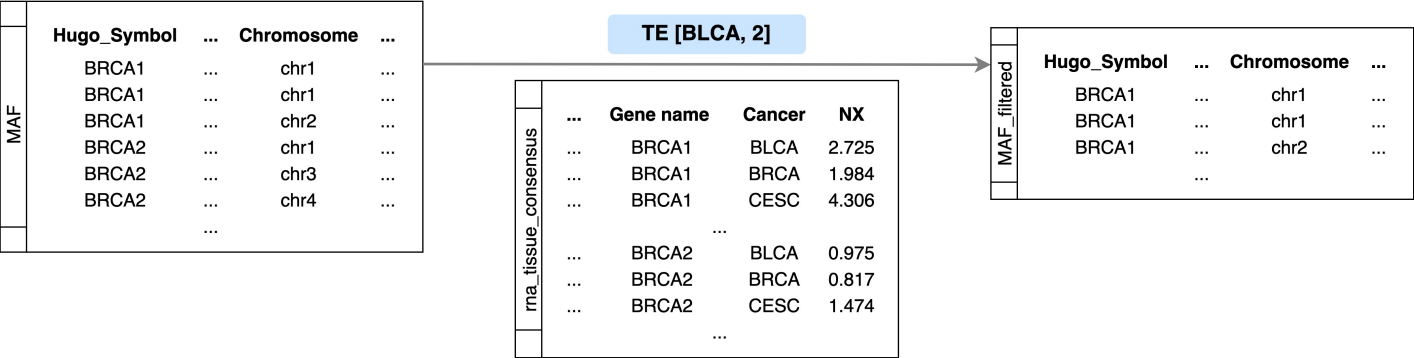 MAF
Hugo_Symbol ... Chromosome ...
BRCA1 ... chr1 ...
BRCA1 ... chr1 ...
BRCA1 ... chr2 ...
BRCA2 ... chr1 ...
BRCA2 ... chr3 ...
BRCA2 ... chr4 ...
...
TE [BLCA, 2]
rna_tissue_consensus
... Gene name Cancer NX
... BRCA1 BLCA 2.725
... BRCA1 BRCA 1.984
... BRCA1 CESC 4.306
...
... BRCA2 BLCA 0.975
... BRCA2 BRCA 0.817
... BRCA2 CESC 1.474
...
MAF_filtered
Hugo_Symbol ... Chromosome ...
BRCA1 ... chr1 ...
BRCA1 ... chr1 ...
BRCA1 ... chr2 ...
...